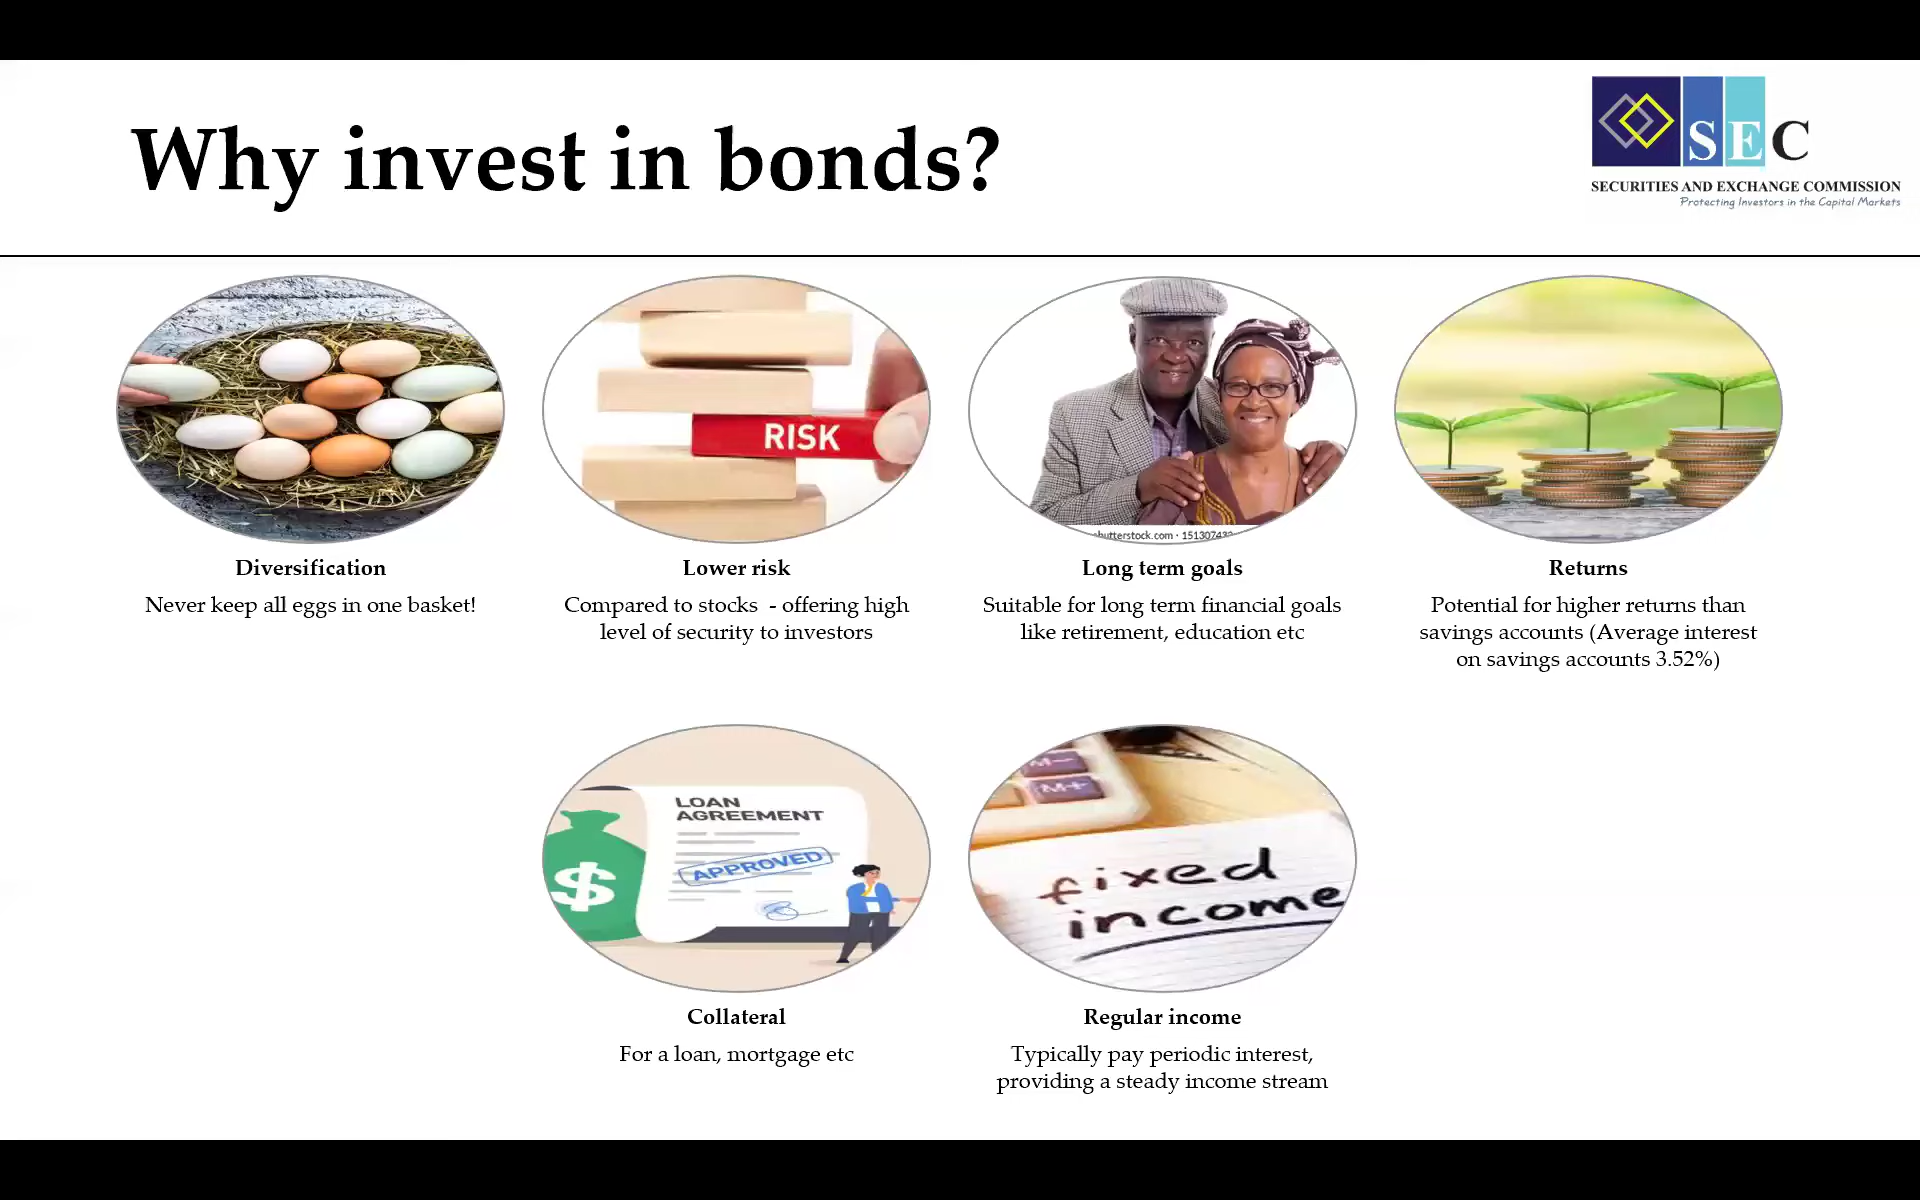 Why invest in bonds?
SEC
SECURITIES AND EXCHANGE COMMISSION
Protecting Investors in the Capital Markets
RISK
shutterstock.com · 151307432
Diversification
Never keep all eggs in one basket!
Lower risk
Compared to stocks  - offering high
level of security to investors
Long term goals
Suitable for long term financial goals
like retirement, education etc
Returns
Potential for higher returns than
savings accounts (Average interest
on savings accounts 3.52%)
LOAN
AGREEMENT
APPROVED
$
M−
M+
fixed
income
Collateral
For a loan, mortgage etc
Regular income
Typically pay periodic interest,
providing a steady income stream